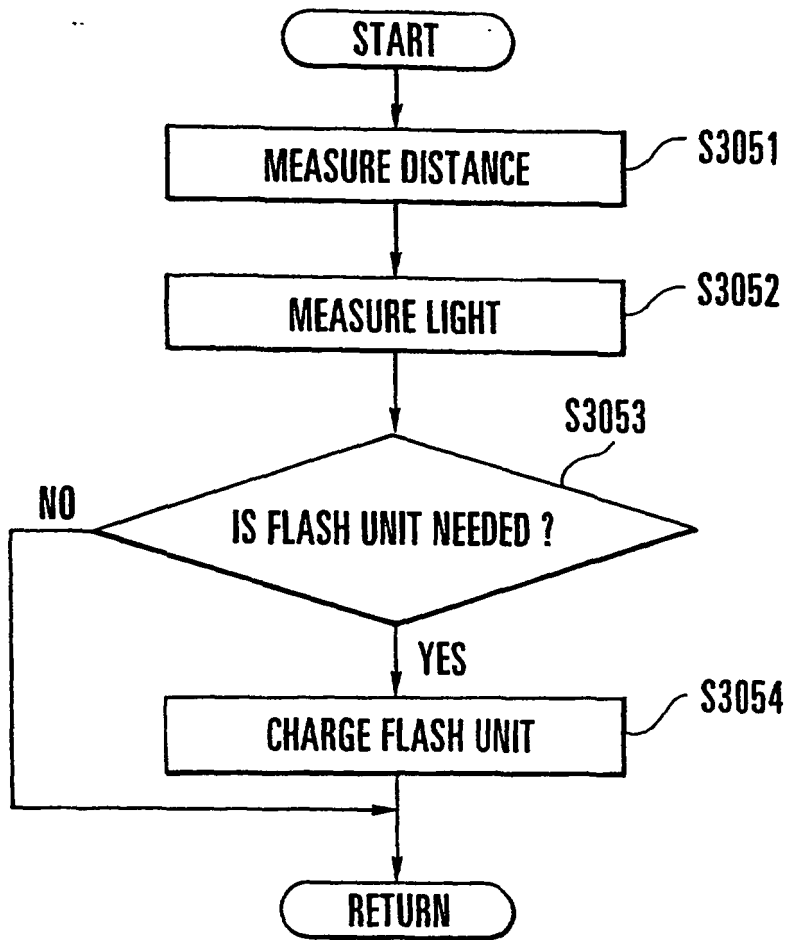 START
MEASURE DISTANCE
S3051
MEASURE LIGHT
S3052
S3053
NO
IS FLASH UNIT NEEDED ?
YES
CHARGE FLASH UNIT
S3054
RETURN